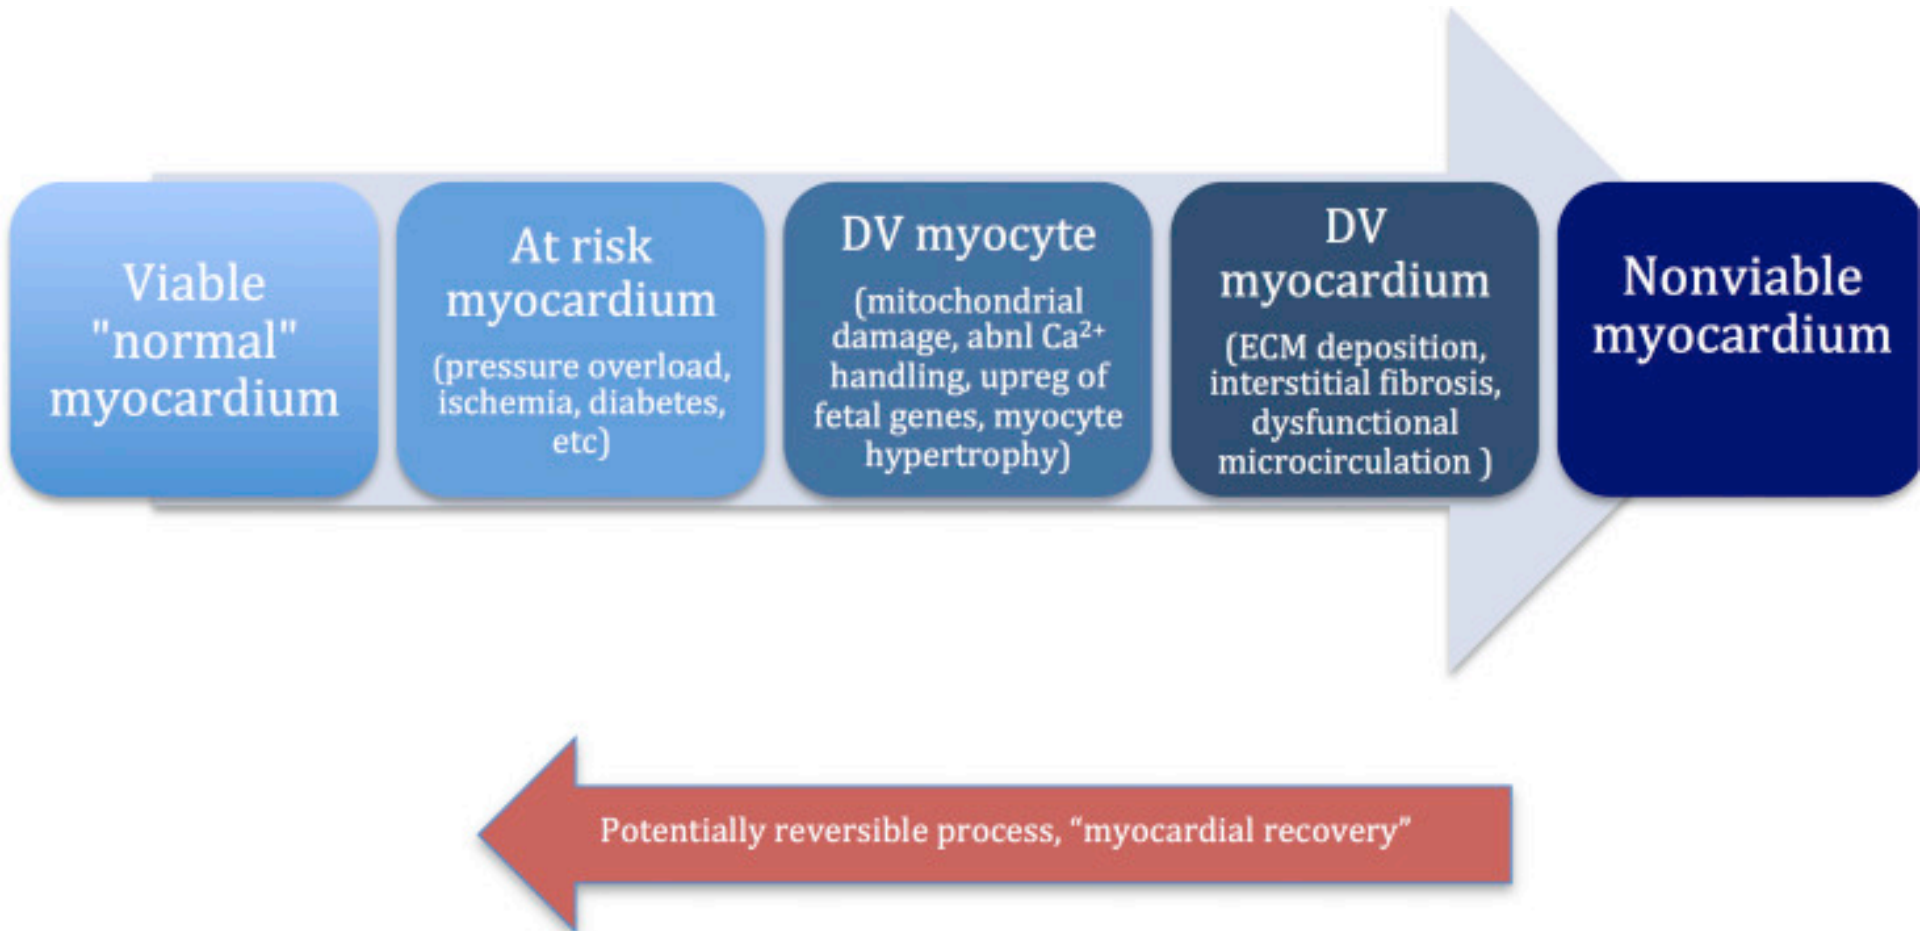 Viable
"normal"
myocardium
At risk
myocardium
(pressure overload,
ischemia, diabetes,
etc)
DV myocyte
(mitochondrial
damage, abnl Ca²⁺
handling, upreg of
fetal genes, myocyte
hypertrophy)
DV
myocardium
(ECM deposition,
interstitial fibrosis,
dysfunctional
microcirculation )
Nonviable
myocardium
Potentially reversible process, “myocardial recovery”